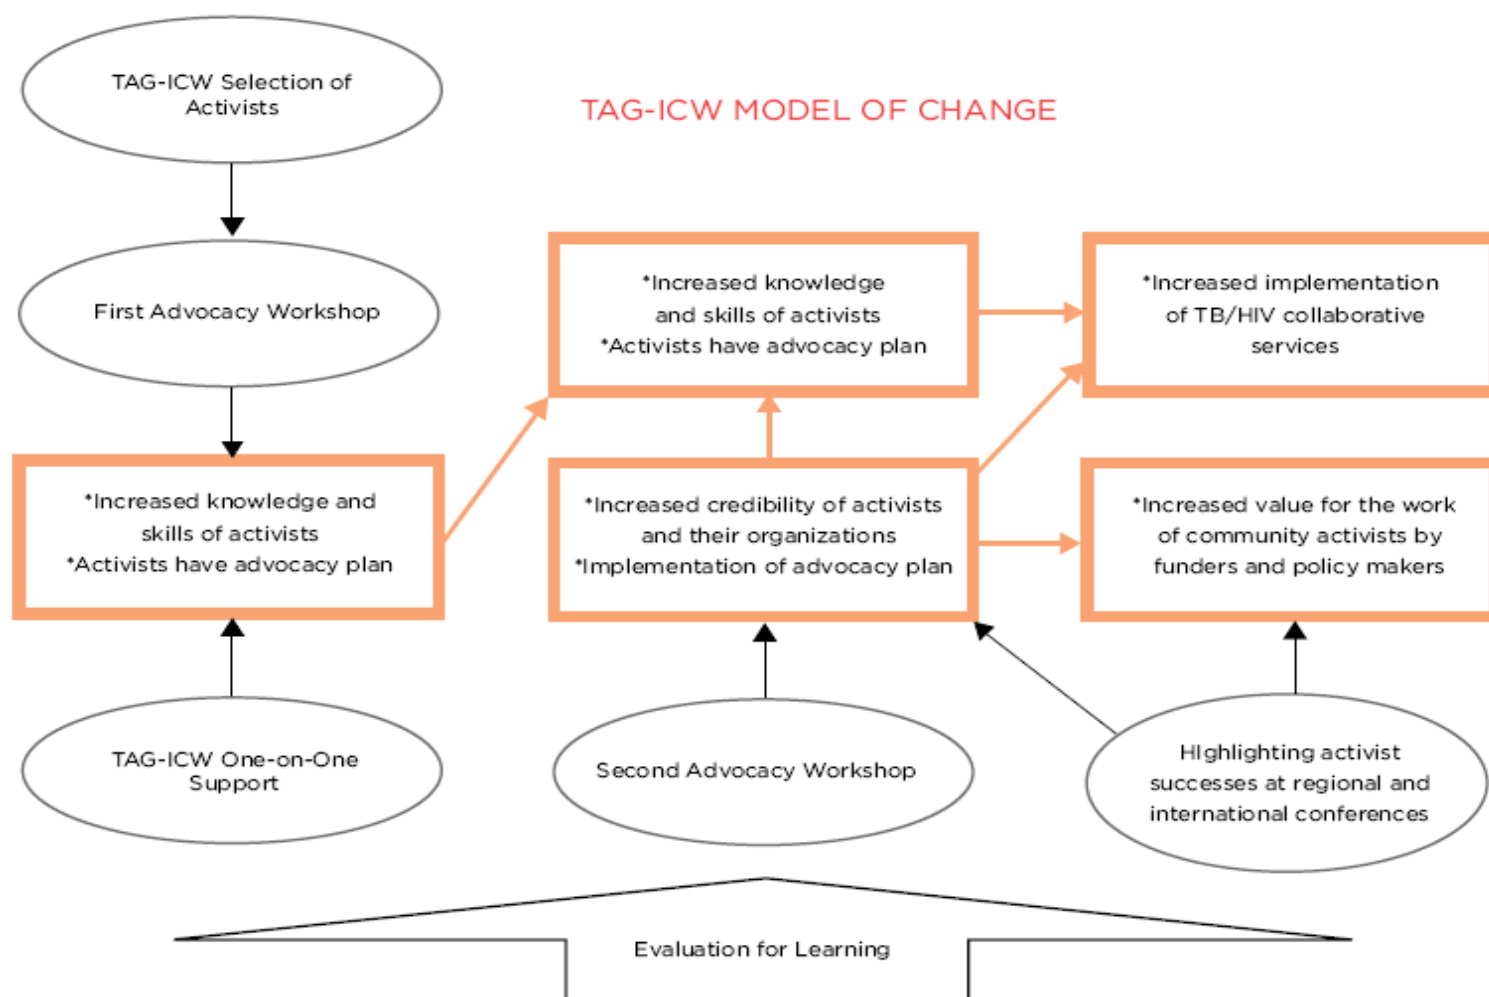 TAG-ICW Selection of
Activists
TAG-ICW MODEL OF CHANGE
First Advocacy Workshop
*Increased knowledge
and skills of activists
*Activists have advocacy plan
*Increased implementation
of TB/HIV collaborative
services
*Increased knowledge and
skills of activists
*Activists have advocacy plan
*Increased credibility of activists
and their organizations
*Implementation of advocacy plan
*Increased value for the work
of community activists by
funders and policy makers
TAG-ICW One-on-One
Support
Second Advocacy Workshop
HIghlighting activist
successes at regional and
international conferences
Evaluation for Learning